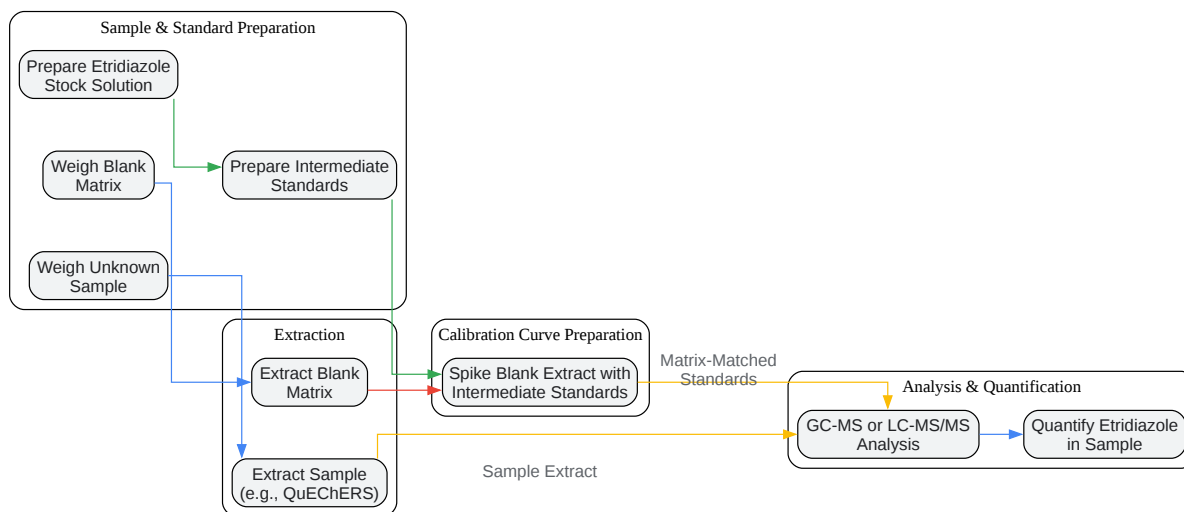 Sample & Standard Preparation
Prepare Etridiazole
Stock Solution
Weigh Blank
Matrix
Prepare Intermediate
Standards
Weigh Unknown
Sample
Extraction
Extract Blank
Matrix
Extract Sample
(e.g., QuEChERS)
Calibration Curve Preparation
Spike Blank Extract with
Intermediate Standards
Matrix-Matched
Standards
Sample Extract
Analysis & Quantification
GC-MS or LC-MS/MS
Analysis
Quantify Etridiazole
in Sample